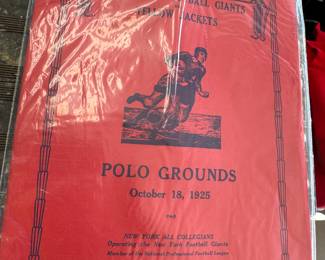 BALL GIANTS
YELLOW JACKETS
POLO GROUNDS
October 18, 1925
NEW YORK ALL COLLEGIANS
Operating the New York Football Giants
Member of the National Professional Football League